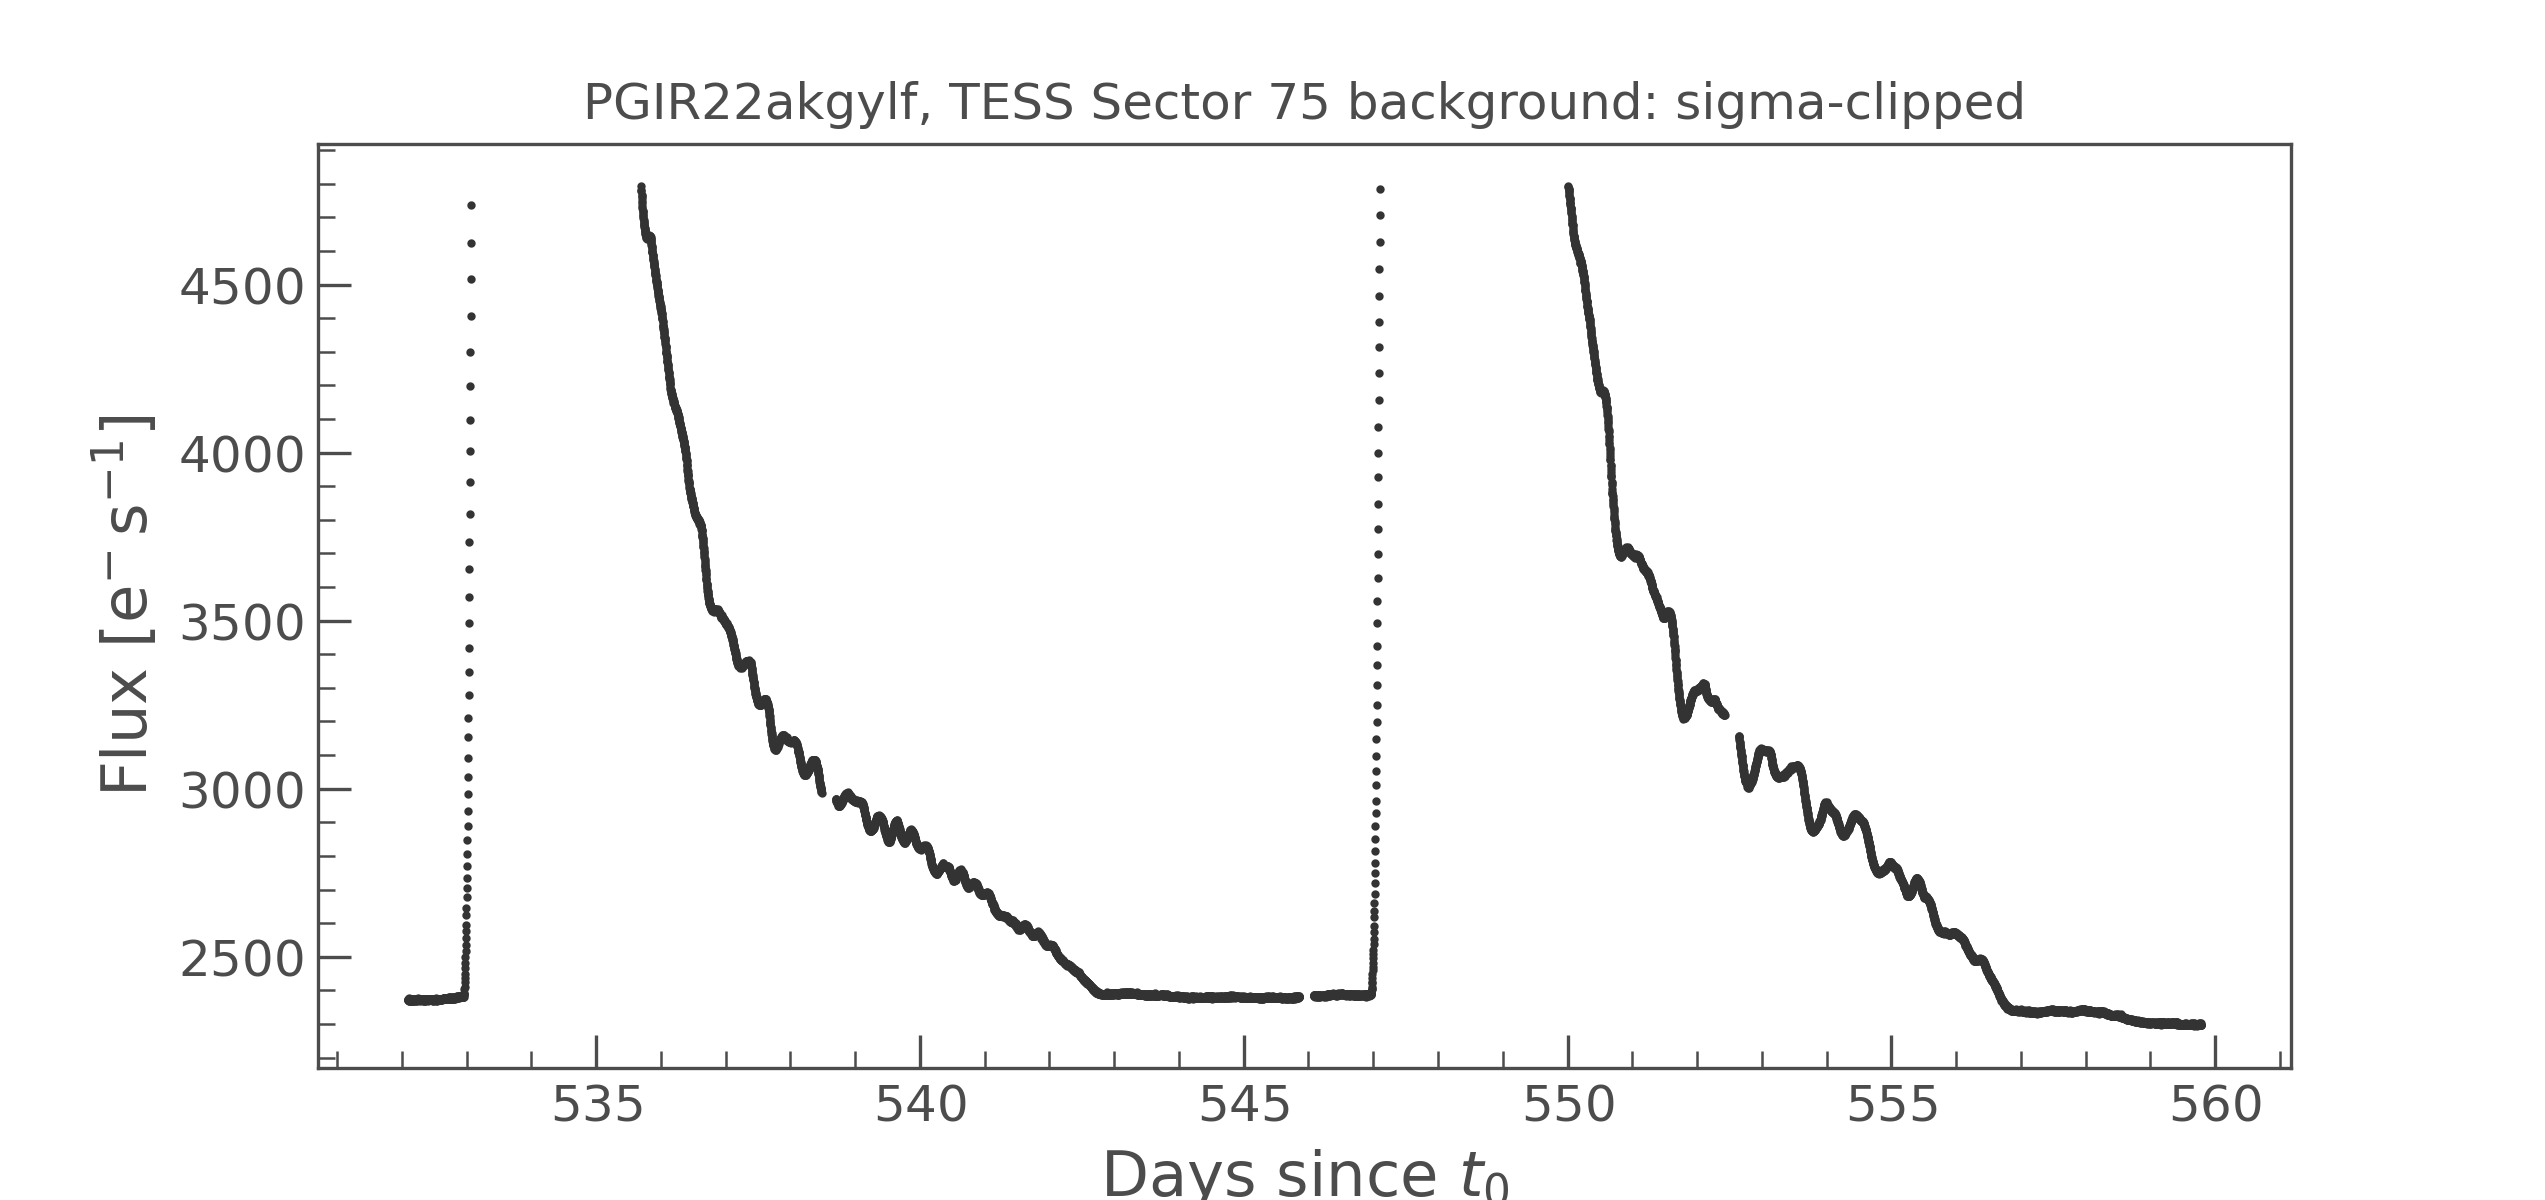 PGIR22akgylf, TESS Sector 75 background: sigma-clipped
Flux [e⁻ s⁻¹]
4500
4000
3500
3000
2500
535 540 545 550 555 560
Days since t₀